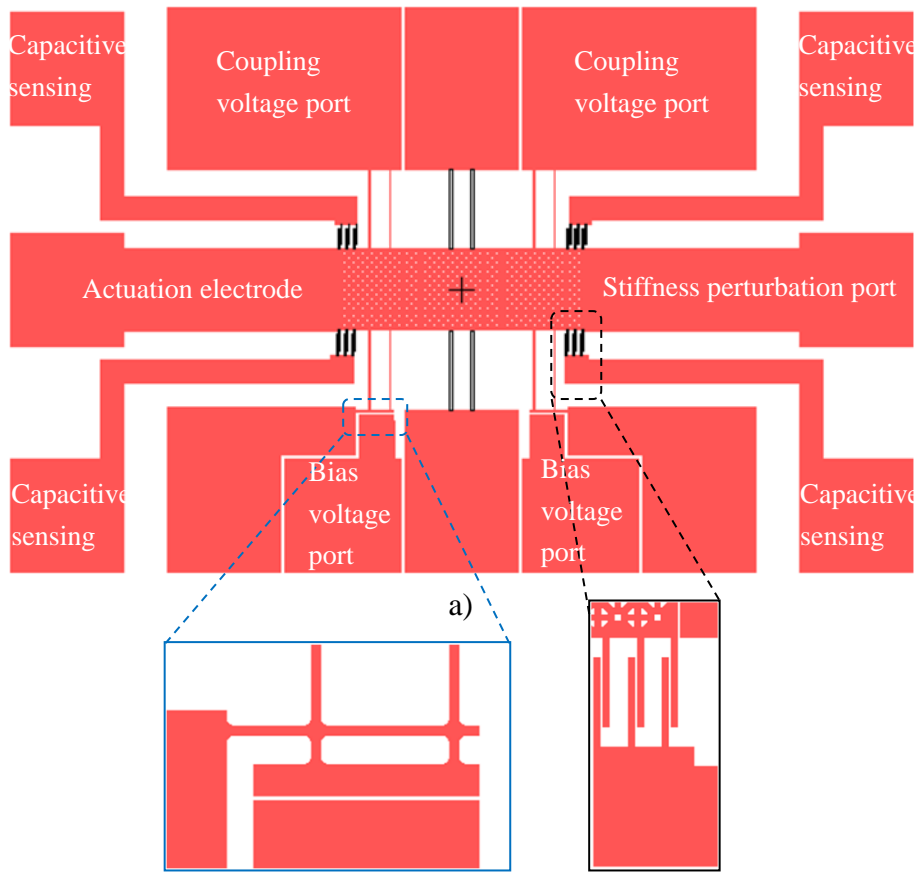 Capacitive
sensing
Coupling
voltage port
Coupling
voltage port
Capacitive
sensing
Actuation electrode
Stiffness perturbation port
Capacitive
sensing
Bias
voltage
port
Bias
voltage
port
Capacitive
sensing
a)